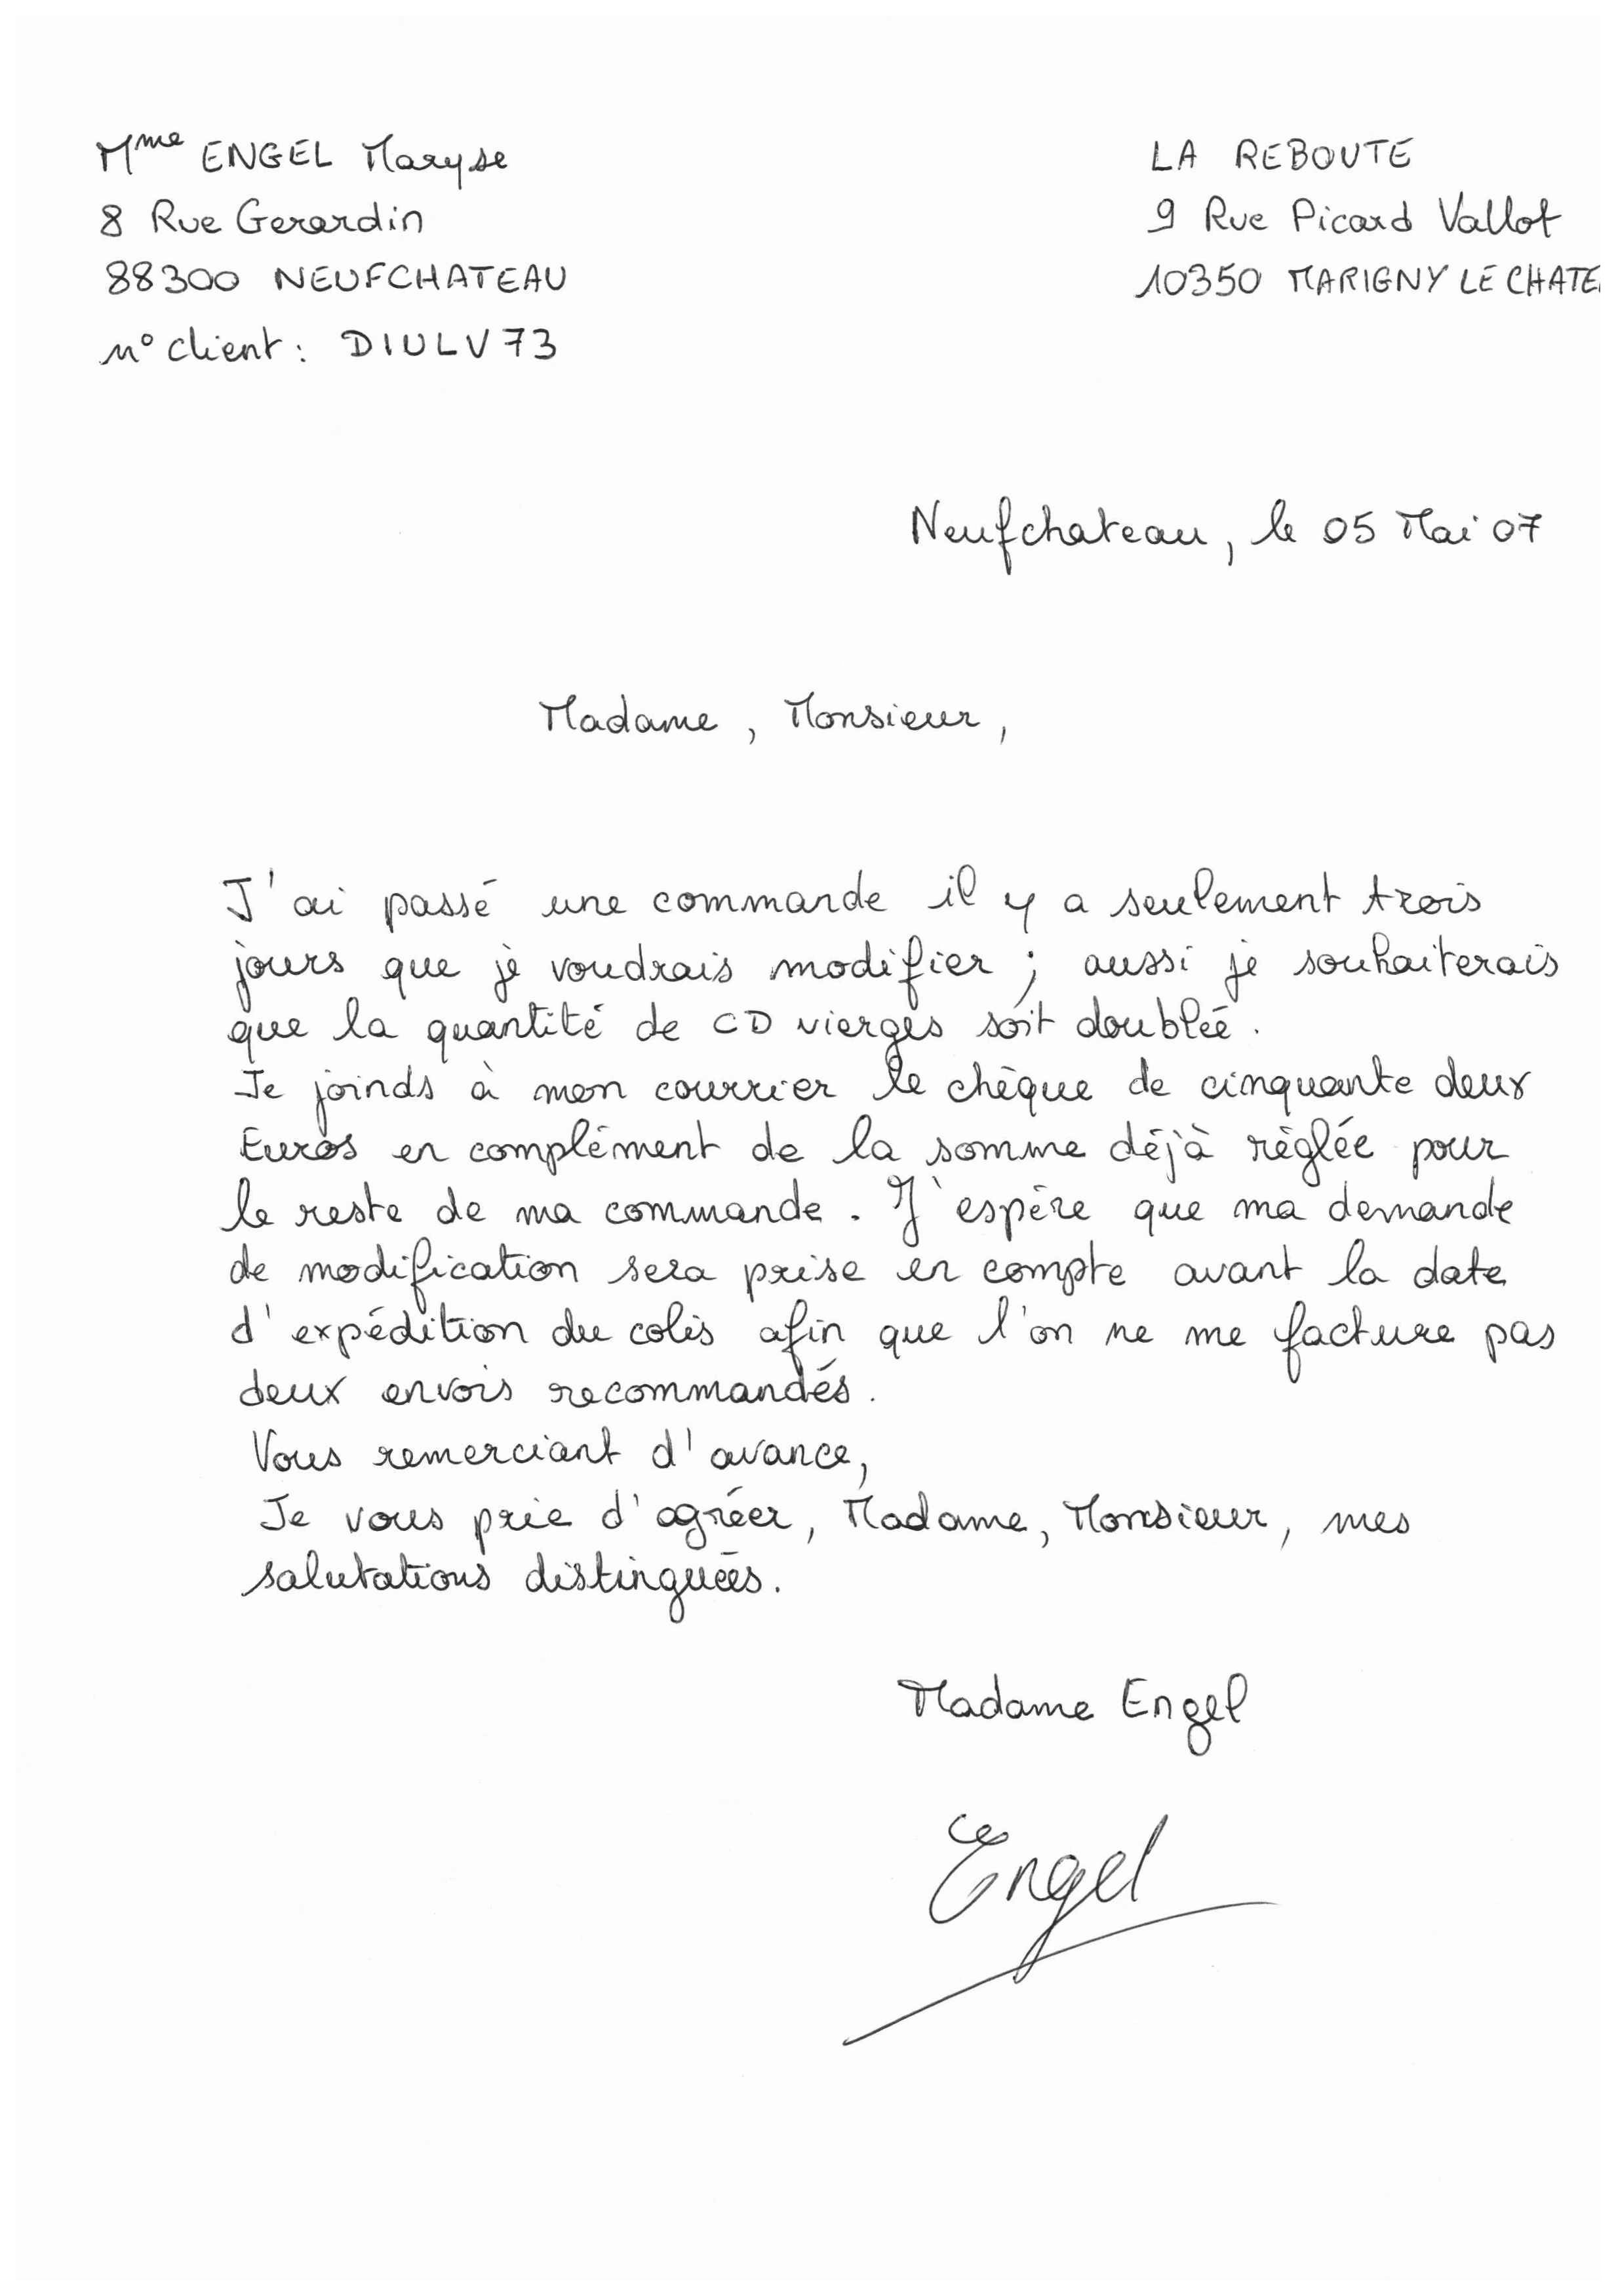 Mme ENGEL Maryse
8 Rue Gerardin
88300 NEUFCHATEAU
n° client : DIULV73
LA REBOUTE
9 Rue Picard Vallot
10350 MARIGNY LE CHATE
Neufchateau, le 05 Mai 07
Madame, Monsieur,
J'ai passé une commande il y a seulement trois
jours que je voudrais modifier ; aussi je souhaiterais
que la quantité de CD vierges soit doublée.
Je joinds à mon courrier le chèque de cinquante deux
Euros en complément de la somme déjà réglée pour
le reste de ma commande. J'espère que ma demande
de modification sera prise en compte avant la date
d'expédition du colis afin que l'on ne me facture pas
deux envois recommandés.
Vous remerciant d'avance,
Je vous prie d'agréer, Madame, Monsieur, mes
salutations distinguées.
Madame Engel
Engel